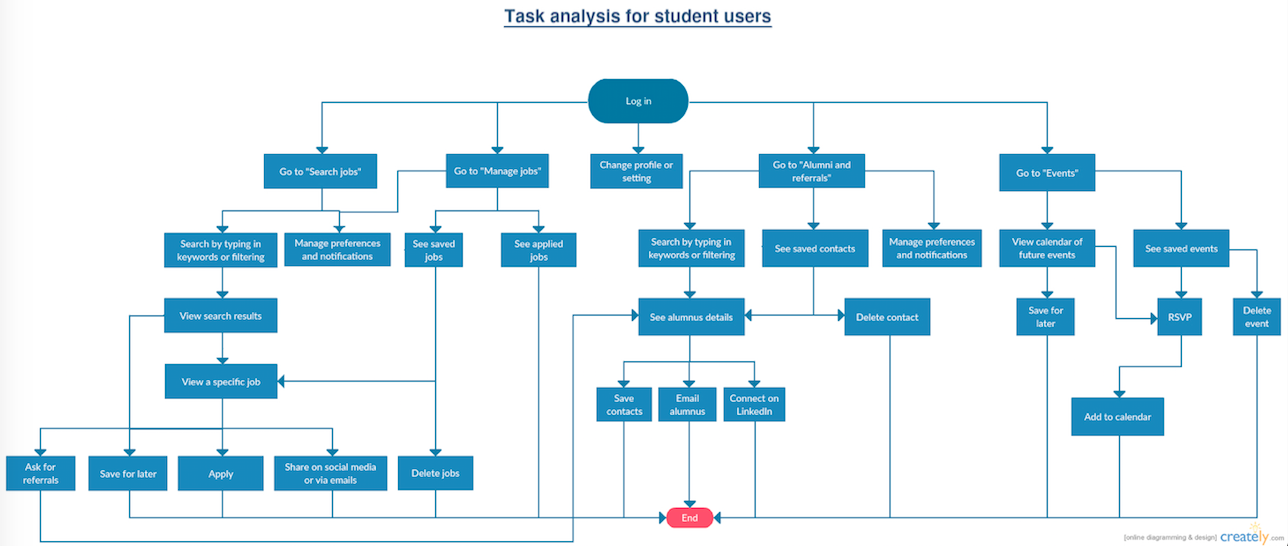 Task analysis for student users
Log in
Go to "Search jobs"
Go to "Manage jobs"
Change profile or
setting
Go to "Alumni and
referrals"
Go to "Events"
Search by typing in
keywords or filtering
Manage preferences
and notifications
See saved
jobs
See applied
jobs
Search by typing in
keywords or filtering
See saved contacts
Manage preferences
and notifications
View calendar of
future events
See saved events
View search results
See alumnus details
Delete contact
Save for
later
RSVP
Delete
event
View a specific job
Save
contacts
Email
alumnus
Connect on
LinkedIn
Add to calendar
Ask for
referrals
Save for later
Apply
Share on social media
or via emails
Delete jobs
End
[online diagramming & design] creately.com